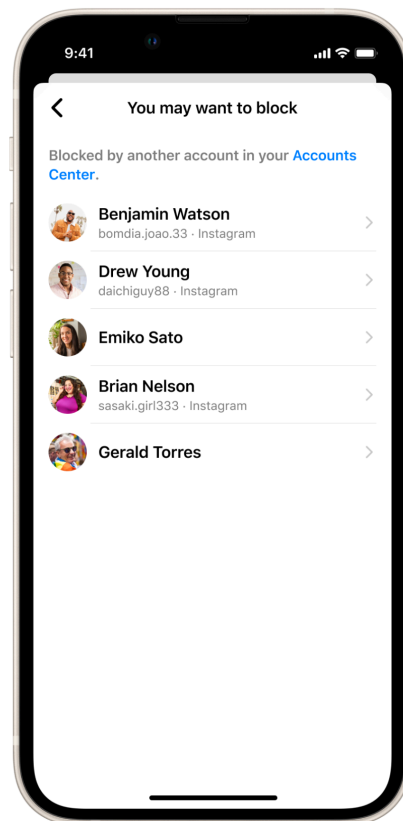 9:41
You may want to block
Blocked by another account in your Accounts
Center.
Benjamin Watson
bomdia.joao.33 · Instagram
Drew Young
daichiguy88 · Instagram
Emiko Sato
Brian Nelson
sasaki.girl333 · Instagram
Gerald Torres